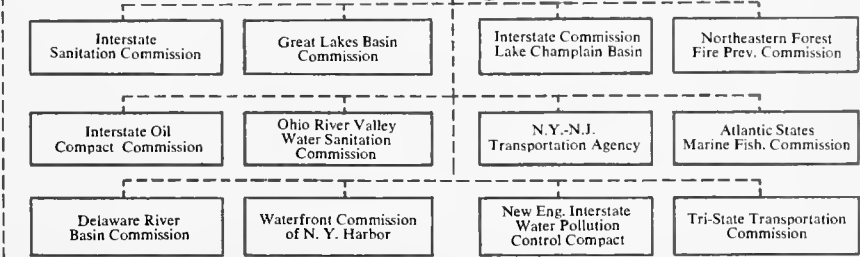 Interstate
Sanitation Commission
Great Lakes Basin
Commission
Interstate Commission
Lake Champlain Basin
Northeastern Forest
Fire Prev. Commission
Interstate Oil
Compact Commission
Ohio River Valley
Water Sanitation
Commission
N.Y.-N.J.
Transportation Agency
Atlantic States
Marine Fish. Commission
Delaware River
Basin Commission
Waterfront Commission
of N. Y. Harbor
New Eng. Interstate
Water Pollution
Control Compact
Tri-State Transportation
Commission